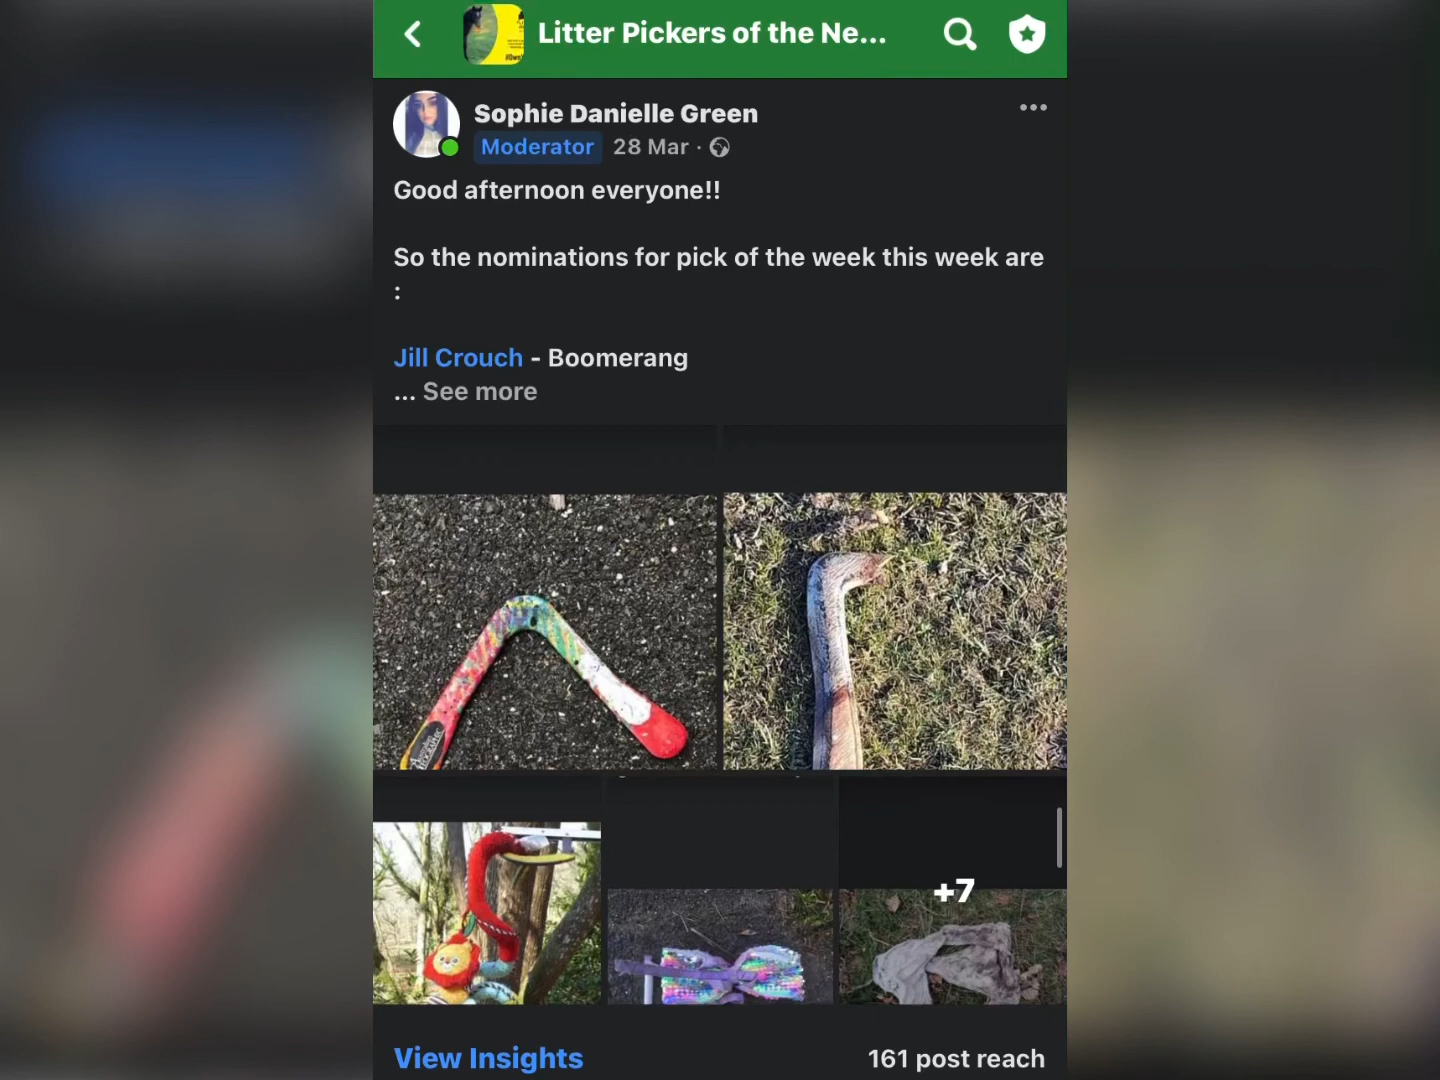 Litter Pickers of the Ne...
Sophie Danielle Green
Moderator 28 Mar ·
Good afternoon everyone!!
So the nominations for pick of the week this week are
:
Jill Crouch - Boomerang
... See more
+7
View Insights 161 post reach